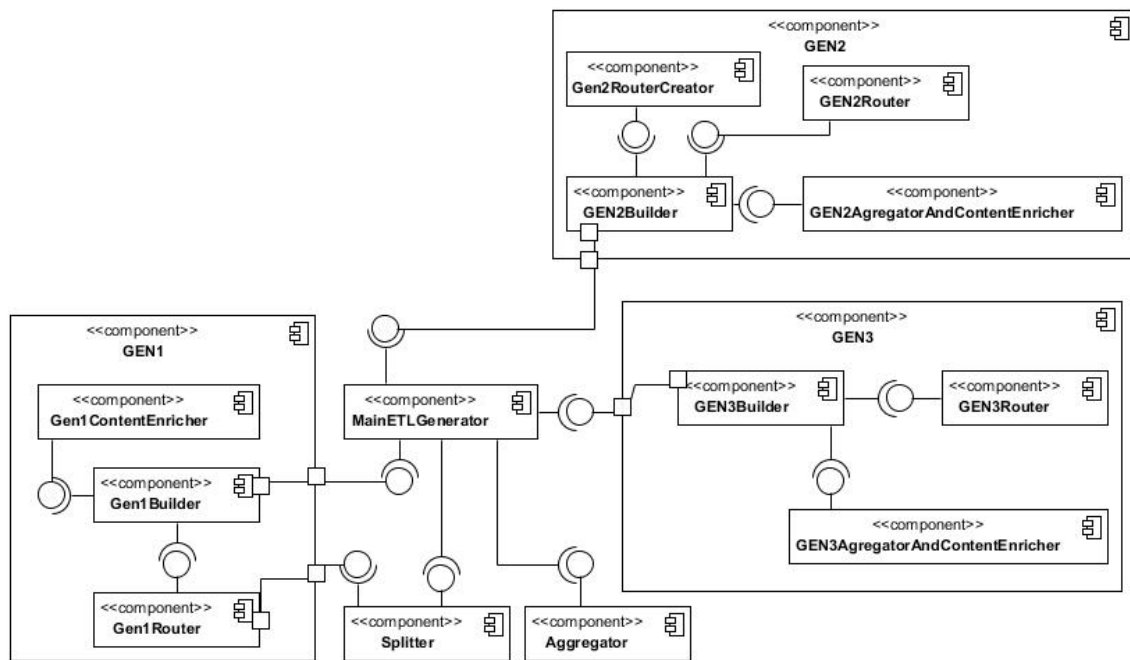 <<component>>
GEN2
<<component>>
Gen2RouterCreator
<<component>>
GEN2Router
<<component>>
GEN2Builder
<<component>>
GEN2AgregatorAndContentEnricher
<<component>>
GEN1
<<component>>
Gen1ContentEnricher
<<component>>
Gen1Builder
<<component>>
Gen1Router
<<component>>
MainETLGenerator
<<component>>
Splitter
<<component>>
Aggregator
<<component>>
GEN3
<<component>>
GEN3Builder
<<component>>
GEN3Router
<<component>>
GEN3AgregatorAndContentEnricher